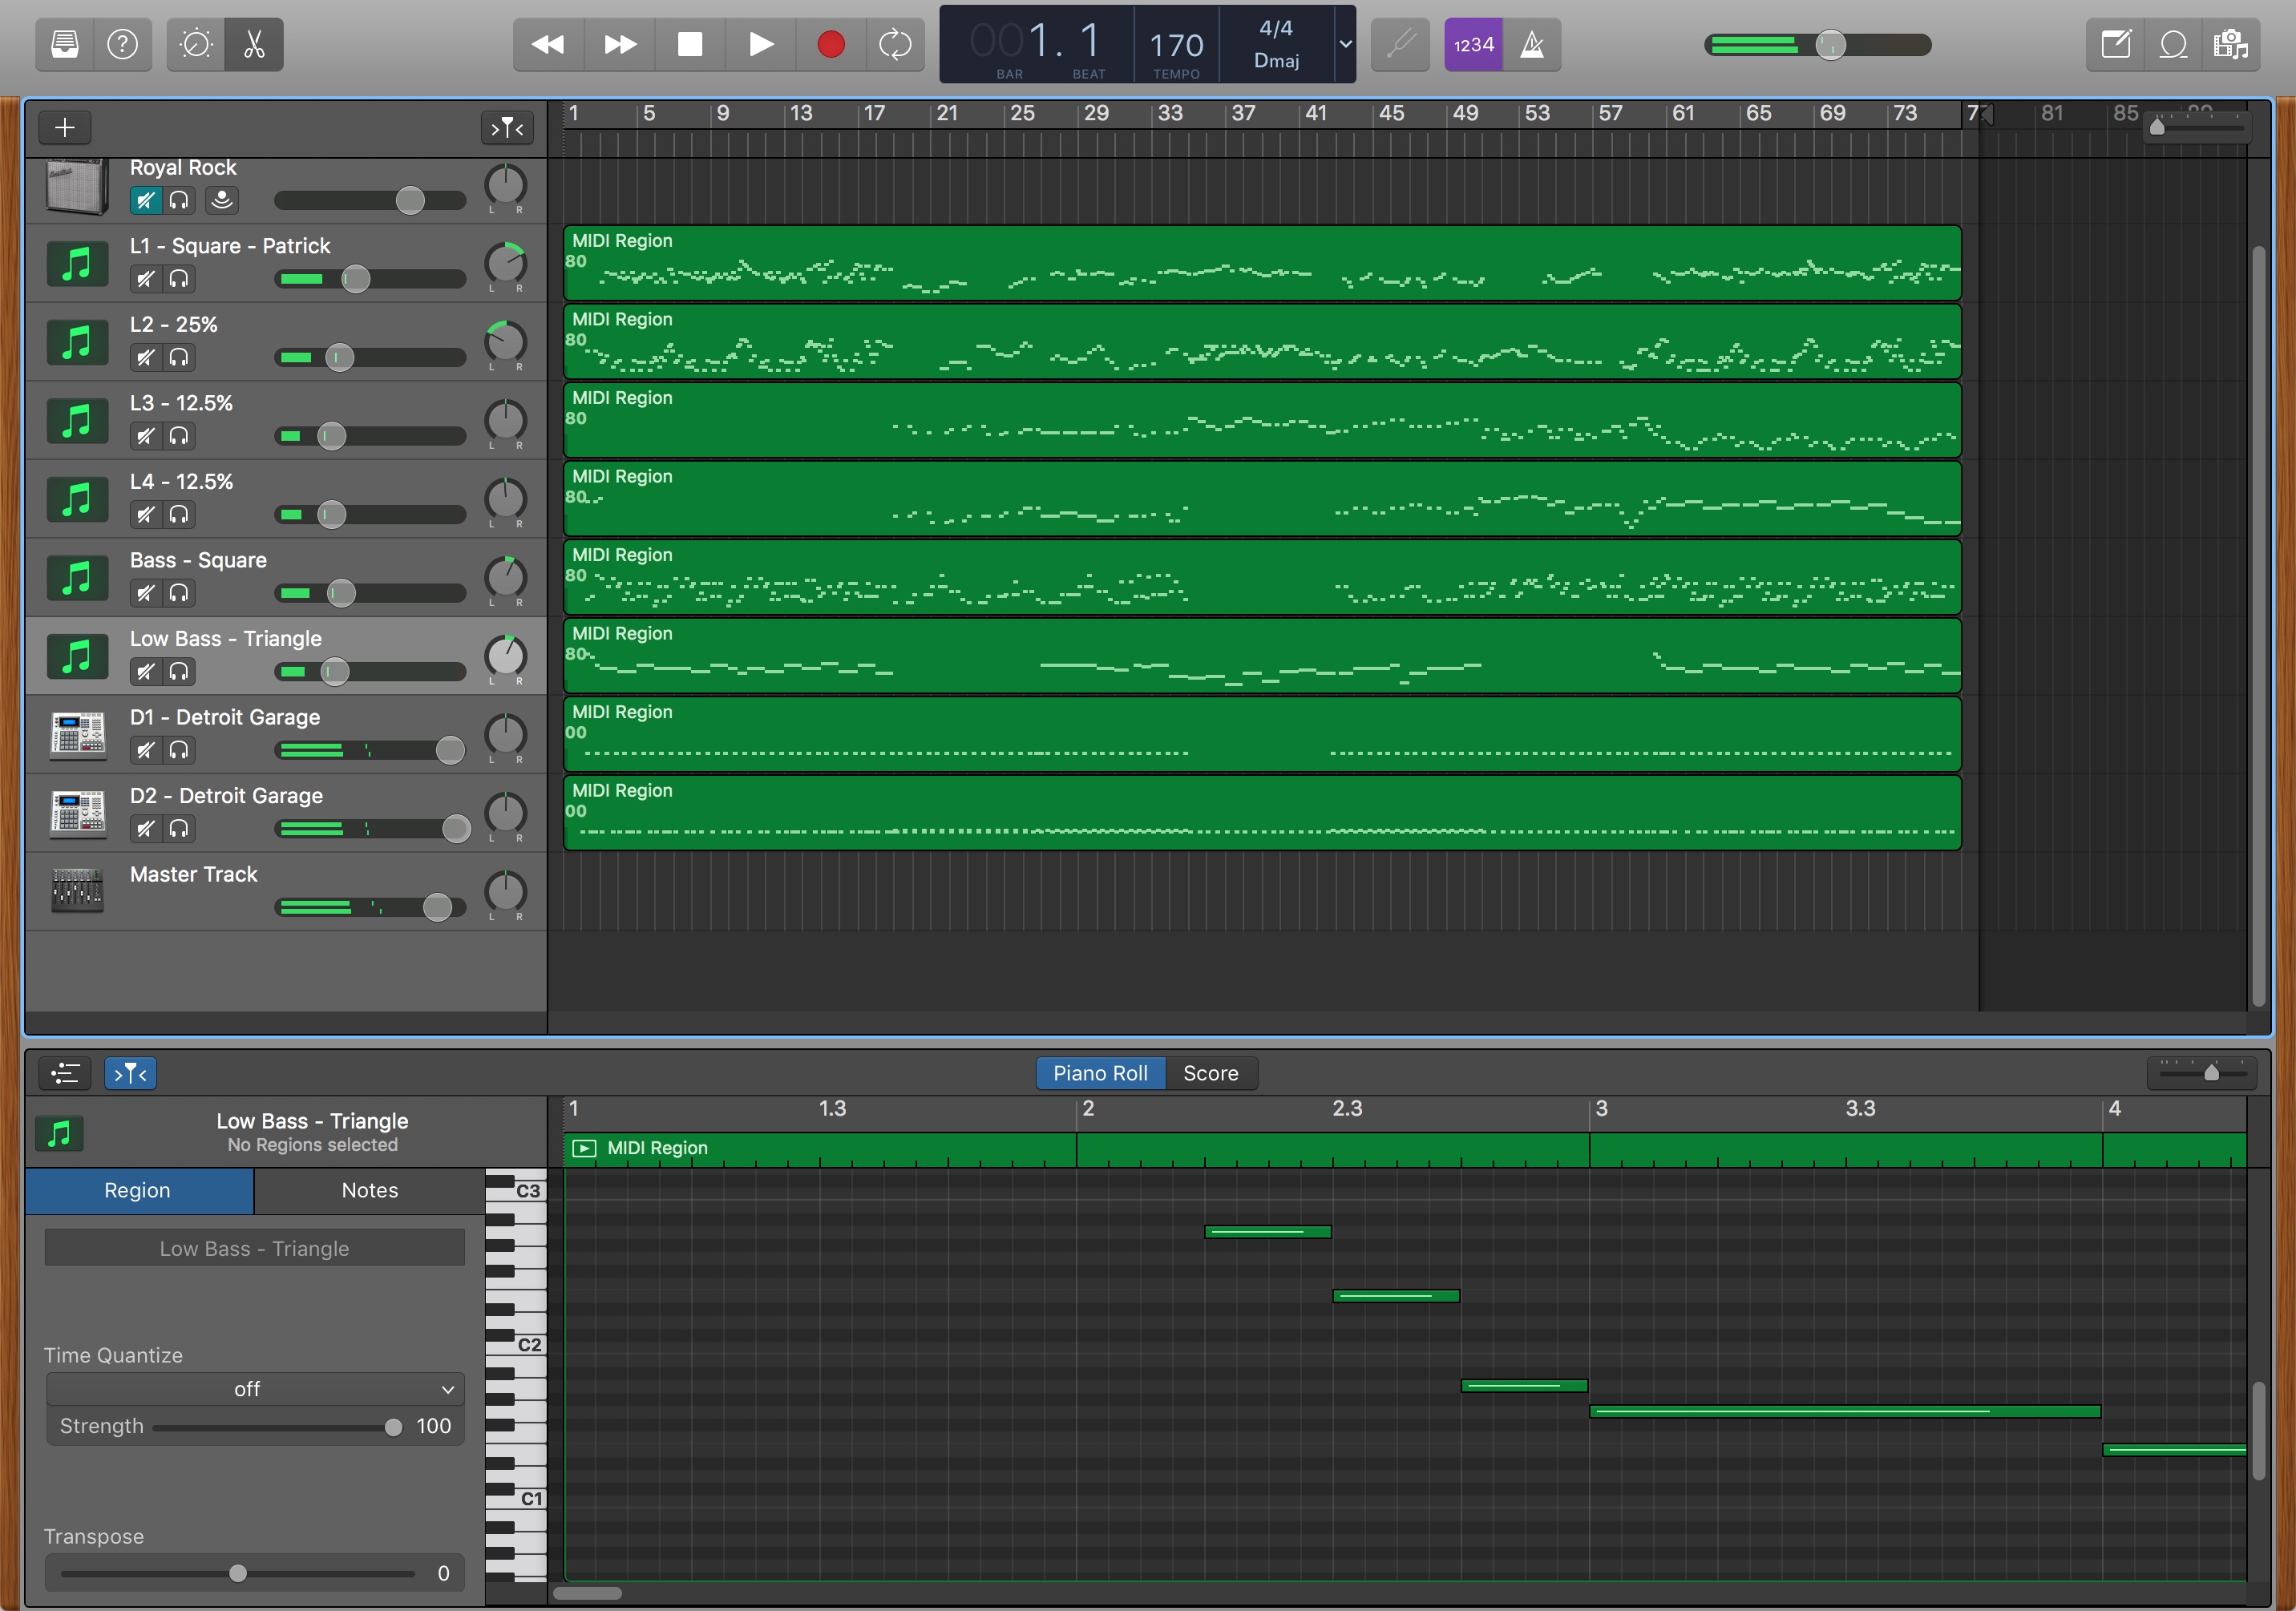 001. 1 170 4/4
BAR BEAT TEMPO Dmaj
1234
1 5 9 13 17 21 25 29 33 37 41 45 49 53 57 61 65 69 73 81 85
Royal Rock
L R
L1 - Square - Patrick
L R
MIDI Region
80
L2 - 25%
L R
MIDI Region
80
L3 - 12.5%
L R
MIDI Region
80
L4 - 12.5%
L R
MIDI Region
80
Bass - Square
L R
MIDI Region
80
Low Bass - Triangle
L R
MIDI Region
80
D1 - Detroit Garage
L R
MIDI Region
00
D2 - Detroit Garage
L R
MIDI Region
00
Master Track
L R
Piano Roll Score
Low Bass - Triangle
No Regions selected
1 1.3 2 2.3 3 3.3 4
MIDI Region
Region Notes
Low Bass - Triangle
Time Quantize
off
Strength 100
Transpose
0
C3
C2
C1